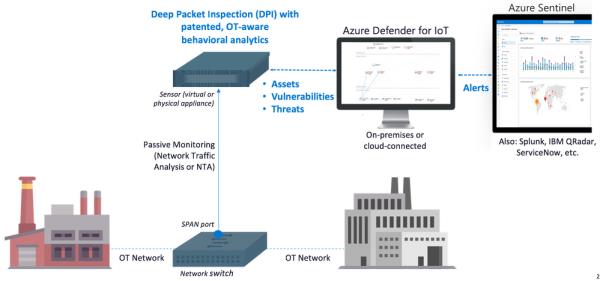 Azure Sentinel
Deep Packet Inspection (DPI) with
patented, OT-aware
behavioral analytics
Azure Defender for IoT
Sensor (virtual or
physical appliance)
• Assets
• Vulnerabilities
• Threats
Alerts
On-premises or
cloud-connected
Also: Splunk, IBM QRadar,
ServiceNow, etc.
Passive Monitoring
(Network Traffic
Analysis or NTA)
SPAN port
OT Network
OT Network
Network switch
2